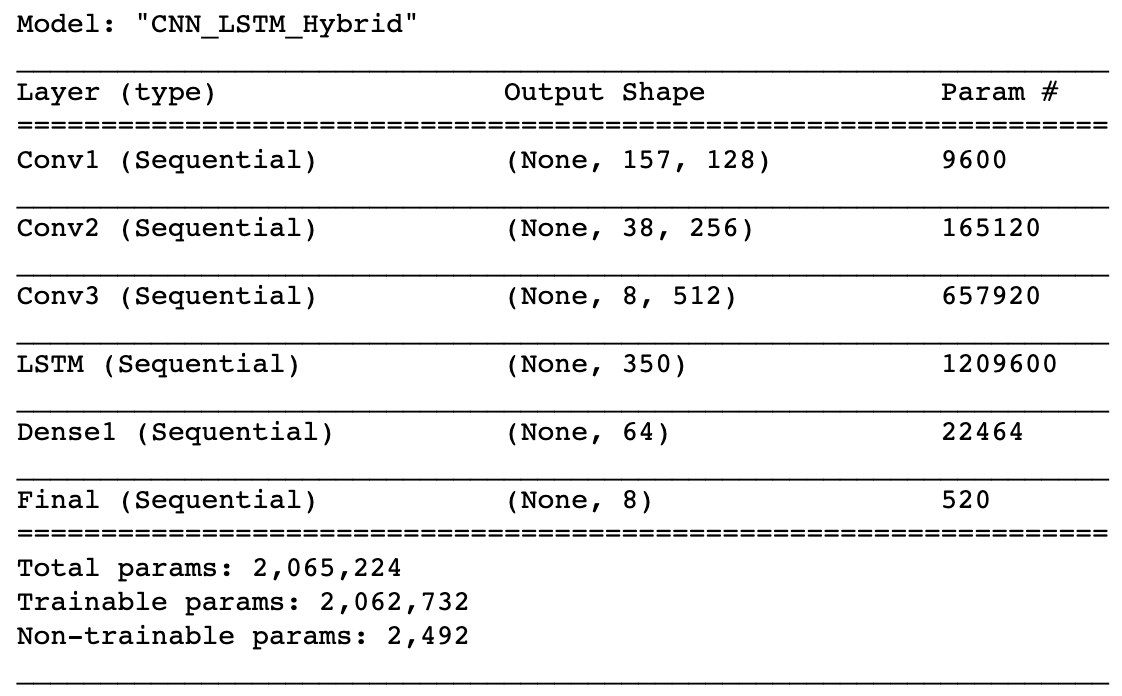 Model: "CNN_LSTM_Hybrid"
Layer (type) Output Shape Param #
=================================================================
Conv1 (Sequential) (None, 157, 128) 9600
Conv2 (Sequential) (None, 38, 256) 165120
Conv3 (Sequential) (None, 8, 512) 657920
LSTM (Sequential) (None, 350) 1209600
Dense1 (Sequential) (None, 64) 22464
Final (Sequential) (None, 8) 520
=================================================================
Total params: 2,065,224
Trainable params: 2,062,732
Non-trainable params: 2,492